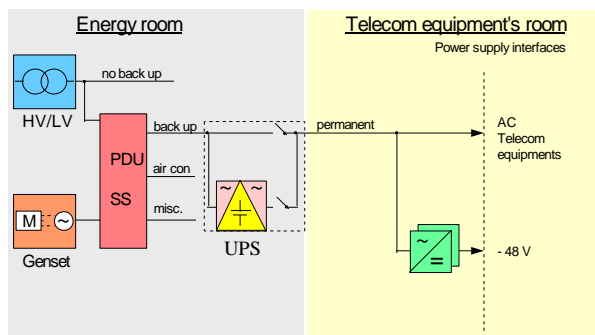 Energy room
Telecom equipment's room
Power supply interfaces
no back up
HV/LV
back up
permanent
AC
Telecom
equipments
PDU
SS
air con
~
~
misc.
M
~
UPS
Genset
~
=
- 48 V